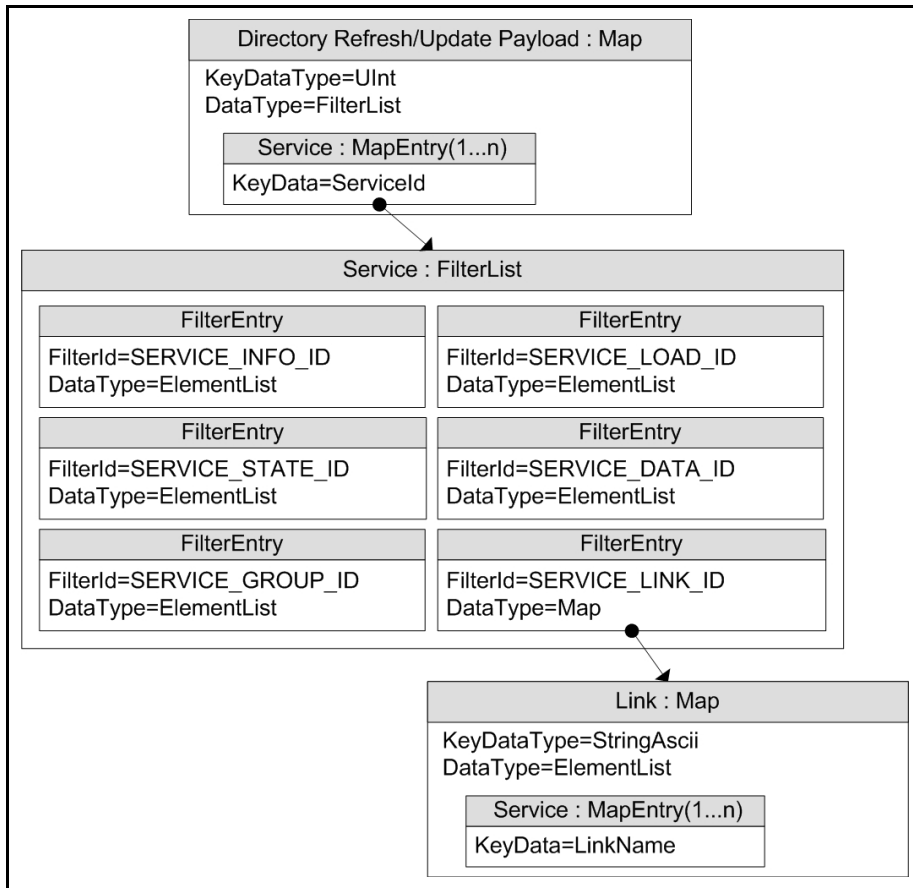 Directory Refresh/Update Payload : Map
KeyDataType=UInt
DataType=FilterList
Service : MapEntry(1...n)
KeyData=ServiceId
Service : FilterList
FilterEntry
FilterId=SERVICE_INFO_ID
DataType=ElementList
FilterEntry
FilterId=SERVICE_LOAD_ID
DataType=ElementList
FilterEntry
FilterId=SERVICE_STATE_ID
DataType=ElementList
FilterEntry
FilterId=SERVICE_DATA_ID
DataType=ElementList
FilterEntry
FilterId=SERVICE_GROUP_ID
DataType=ElementList
FilterEntry
FilterId=SERVICE_LINK_ID
DataType=Map
Link : Map
KeyDataType=StringAscii
DataType=ElementList
Service : MapEntry(1...n)
KeyData=LinkName